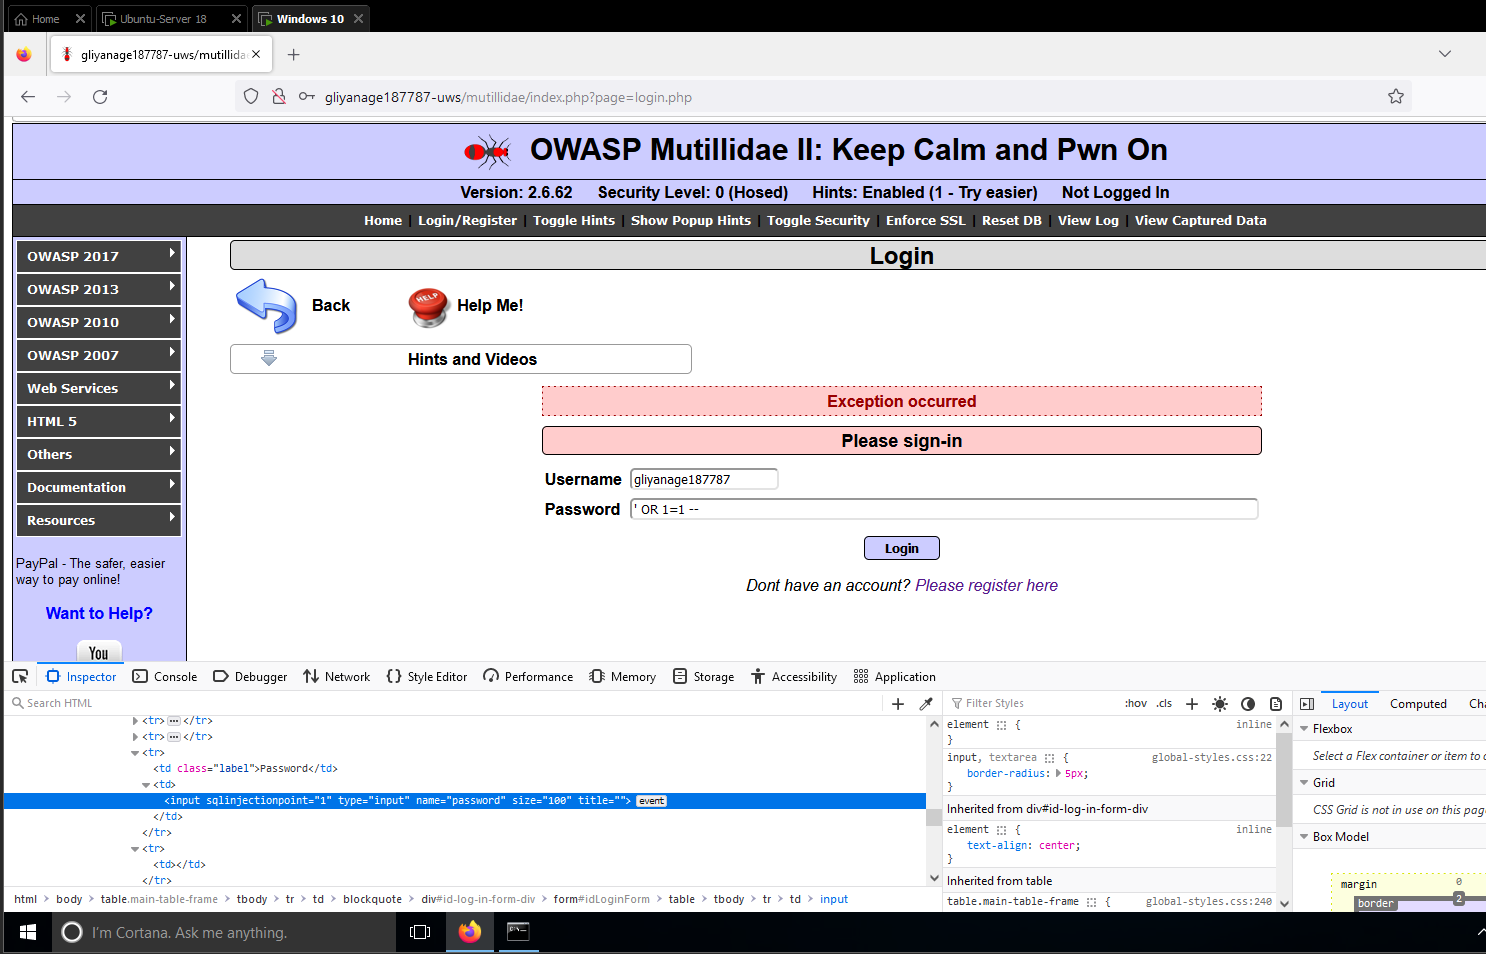 Home
Ubuntu-Server 18
Windows 10
gliyanage187787-uws/mutillida
gliyanage187787-uws/mutillidae/index.php?page=login.php
OWASP Mutillidae II: Keep Calm and Pwn On
Version: 2.6.62 Security Level: 0 (Hosed) Hints: Enabled (1 - Try easier) Not Logged In
Home | Login/Register | Toggle Hints | Show Popup Hints | Toggle Security | Enforce SSL | Reset DB | View Log | View Captured Data
OWASP 2017
OWASP 2013
OWASP 2010
OWASP 2007
Web Services
HTML 5
Others
Documentation
Resources
PayPal - The safer, easier
way to pay online!
Want to Help?
You
Login
Back
HELP
Help Me!
Hints and Videos
Exception occurred
Please sign-in
Username gliyanage187787
Password ' OR 1=1 --
Login
Dont have an account? Please register here
Inspector Console Debugger Network Style Editor Performance Memory Storage Accessibility Application
Search HTML
<tr>⋯</tr>
<tr>⋯</tr>
<tr>
<td class="label">Password</td>
<td>
<input sqlinjectionpoint="1" type="input" name="password" size="100" title=""> event
</td>
</tr>
<tr>
<td></td>
</tr>
html > body > table.main-table-frame > tbody > tr > td > blockquote > div#id-log-in-form-div > form#idLoginForm > table > tbody > tr > td > input
Filter Styles :hov .cls
element { inline
}
input, textarea { global-styles.css:22
border-radius: 5px;
}
Inherited from div#id-log-in-form-div
element { inline
text-align: center;
}
Inherited from table
table.main-table-frame { global-styles.css:240
Layout Computed Cha
Flexbox
Select a Flex container or item to c
Grid
CSS Grid is not in use on this page
Box Model
margin 0
border 2
I'm Cortana. Ask me anything.